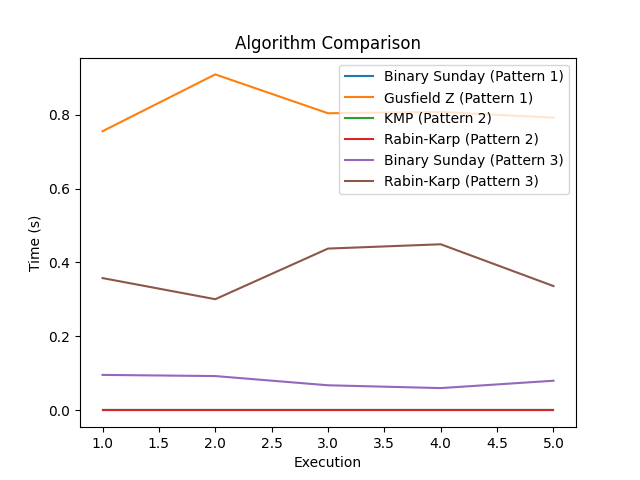 Algorithm Comparison
Binary Sunday (Pattern 1)
Gusfield Z (Pattern 1)
KMP (Pattern 2)
Rabin-Karp (Pattern 2)
Binary Sunday (Pattern 3)
Rabin-Karp (Pattern 3)
Time (s)
0.8
0.6
0.4
0.2
0.0
1.0 1.5 2.0 2.5 3.0 3.5 4.0 4.5 5.0
Execution